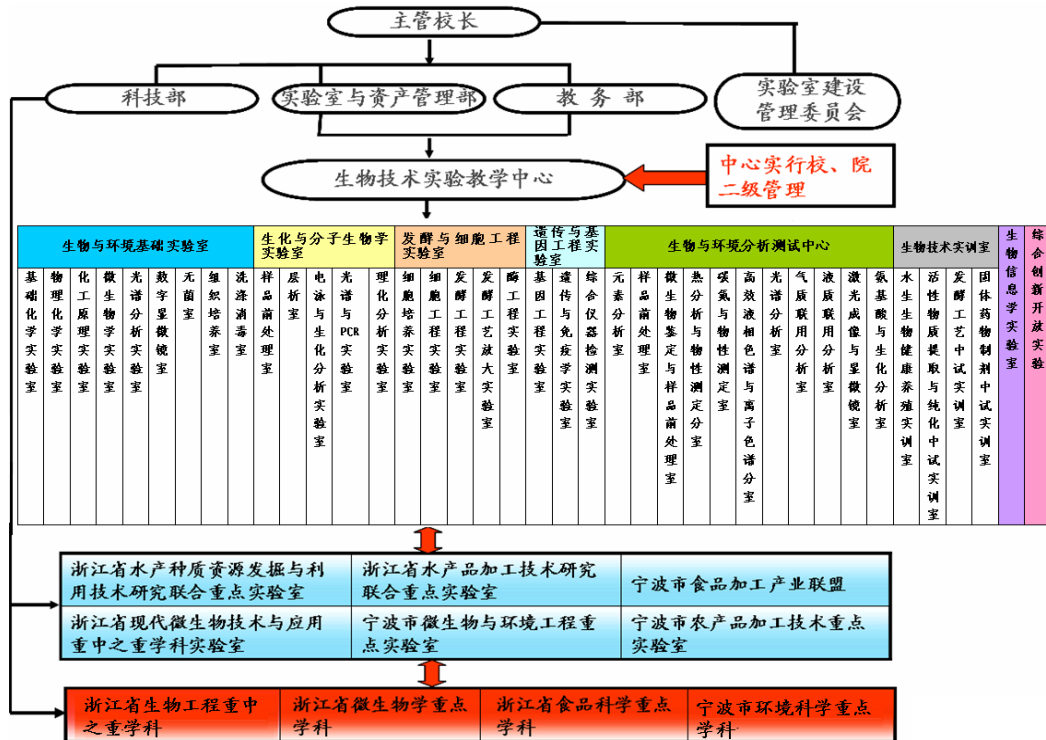 主管校长
科技部
实验室与资产管理部
教务部
实验室建设
管理委员会
生物技术实验教学中心
中心实行校、院
二级管理
生物与环境基础实验室
生化与分子生物学
实验室
发酵与细胞工程
实验室
遗传与基
因工程实
验室
生物与环境分析测试中心
生物技术实训室
生物信息学实验室
综合创新开放实验
基础化学实验室
物理化学实验室
化工原理实验室
微生物学实验室
光谱分析实验室
数字显微镜
无菌室
组织培养室
洗涤消毒室
样品前处理室
层析室
电泳与生化分析实验室
光谱与PCR实验室
理化分析实验室
细胞培养实验室
细胞工程实验室
发酵工程实验室
发酵工艺放大实验室
酶工程实验室
基因工程实验室
遗传与免疫学实验室
综合仪器检测实验室
元素分析室
样品前处理室
微生物鉴定与样品前处理室
热分析与物性测定分室
碳氮与物性测定室
高效液相色谱与离子色谱分室
光谱分析室
气质联用分析室
液质联用分析室
激光成像与显微镜室
氨基酸与生化分析室
水生生物健康养殖实训室
活性物质提取与纯化中试实训室
发酵工艺中试实训室
固体药物制剂中试实训室
浙江省水产种质资源发掘与利
用技术研究联合重点实验室
浙江省水产品加工技术研究
联合重点实验室
宁波市食品加工产业联盟
浙江省现代微生物技术与应用
重中之重学科实验室
宁波市微生物与环境工程重
点实验室
宁波市农产品加工技术重点
实验室
浙江省生物工程重中
之重学科
浙江省微生物学重点
学科
浙江省食品科学重点
学科
宁波市环境科学重点
学科